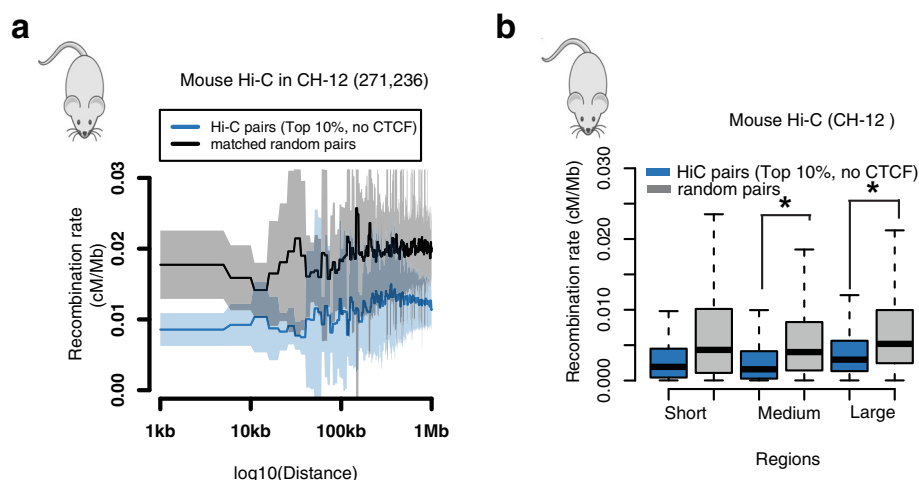 a
Mouse Hi-C in CH-12 (271,236)
Hi-C pairs (Top 10%, no CTCF)
matched random pairs
Recombination rate
(cM/Mb)
0.03
0.02
0.01
0.00
1kb 10kb 100kb 1Mb
log10(Distance)
b
Mouse Hi-C (CH-12 )
HiC pairs (Top 10%, no CTCF)
random pairs
* *
Recombination rate (cM/Mb)
0.030
0.020
0.010
0.000
Short Medium Large
Regions